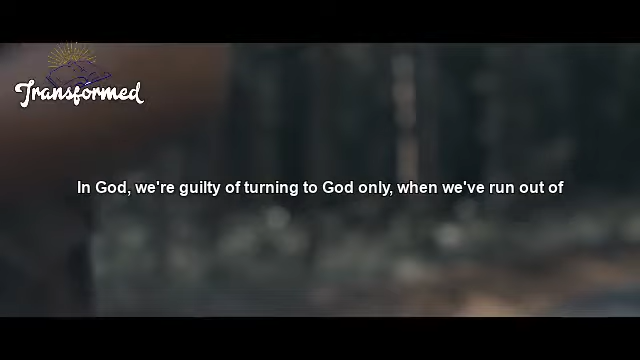 Transformed
In God, we're guilty of turning to God only, when we've run out of